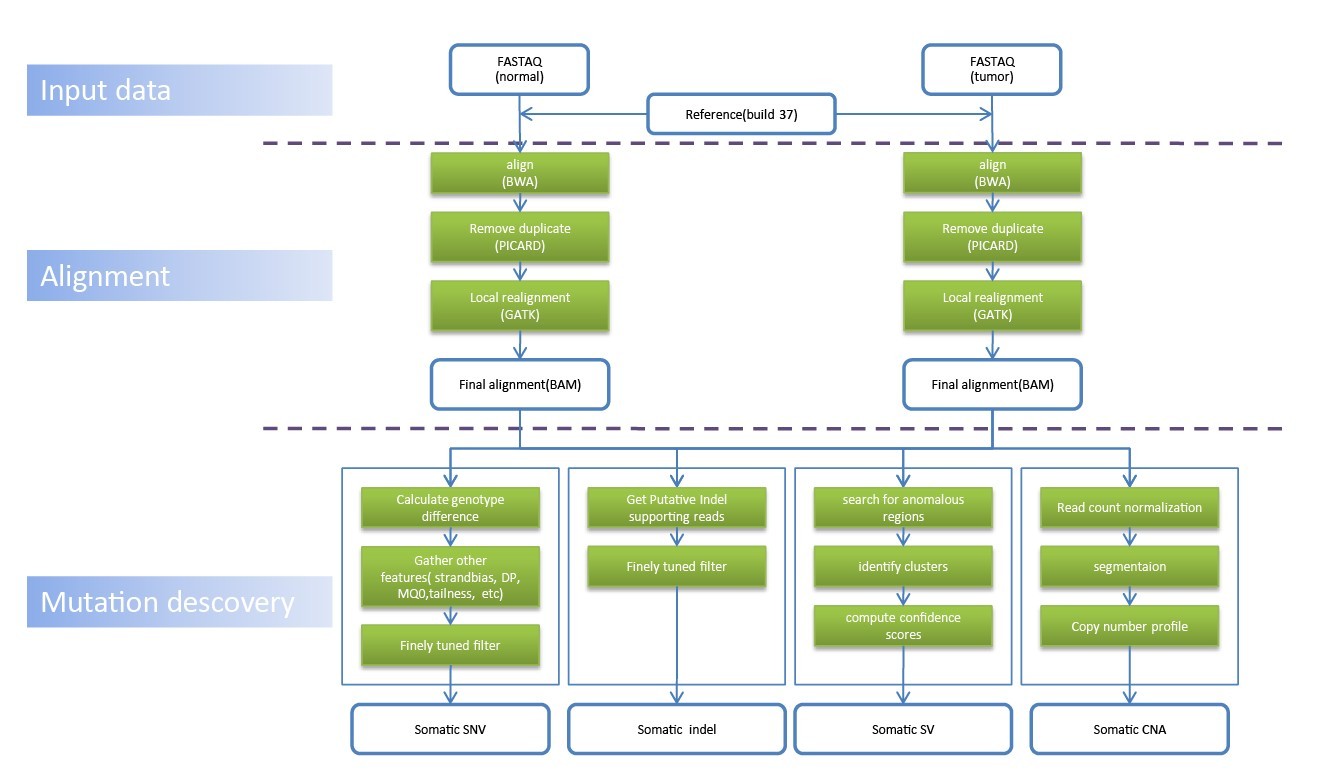 Input data
FASTAQ
(normal)
FASTAQ
(tumor)
Reference(build 37)
Alignment
align
(BWA)
Remove duplicate
(PICARD)
Local realignment
(GATK)
Final alignment(BAM)
align
(BWA)
Remove duplicate
(PICARD)
Local realignment
(GATK)
Final alignment(BAM)
Mutation descovery
Calculate genotype
difference
Gather other
features( strandbias, DP,
MQ0,tailness, etc)
Finely tuned filter
Somatic SNV
Get Putative Indel
supporting reads
Finely tuned filter
Somatic indel
search for anomalous
regions
identify clusters
compute confidence
scores
Somatic SV
Read count normalization
segmentaion
Copy number profile
Somatic CNA